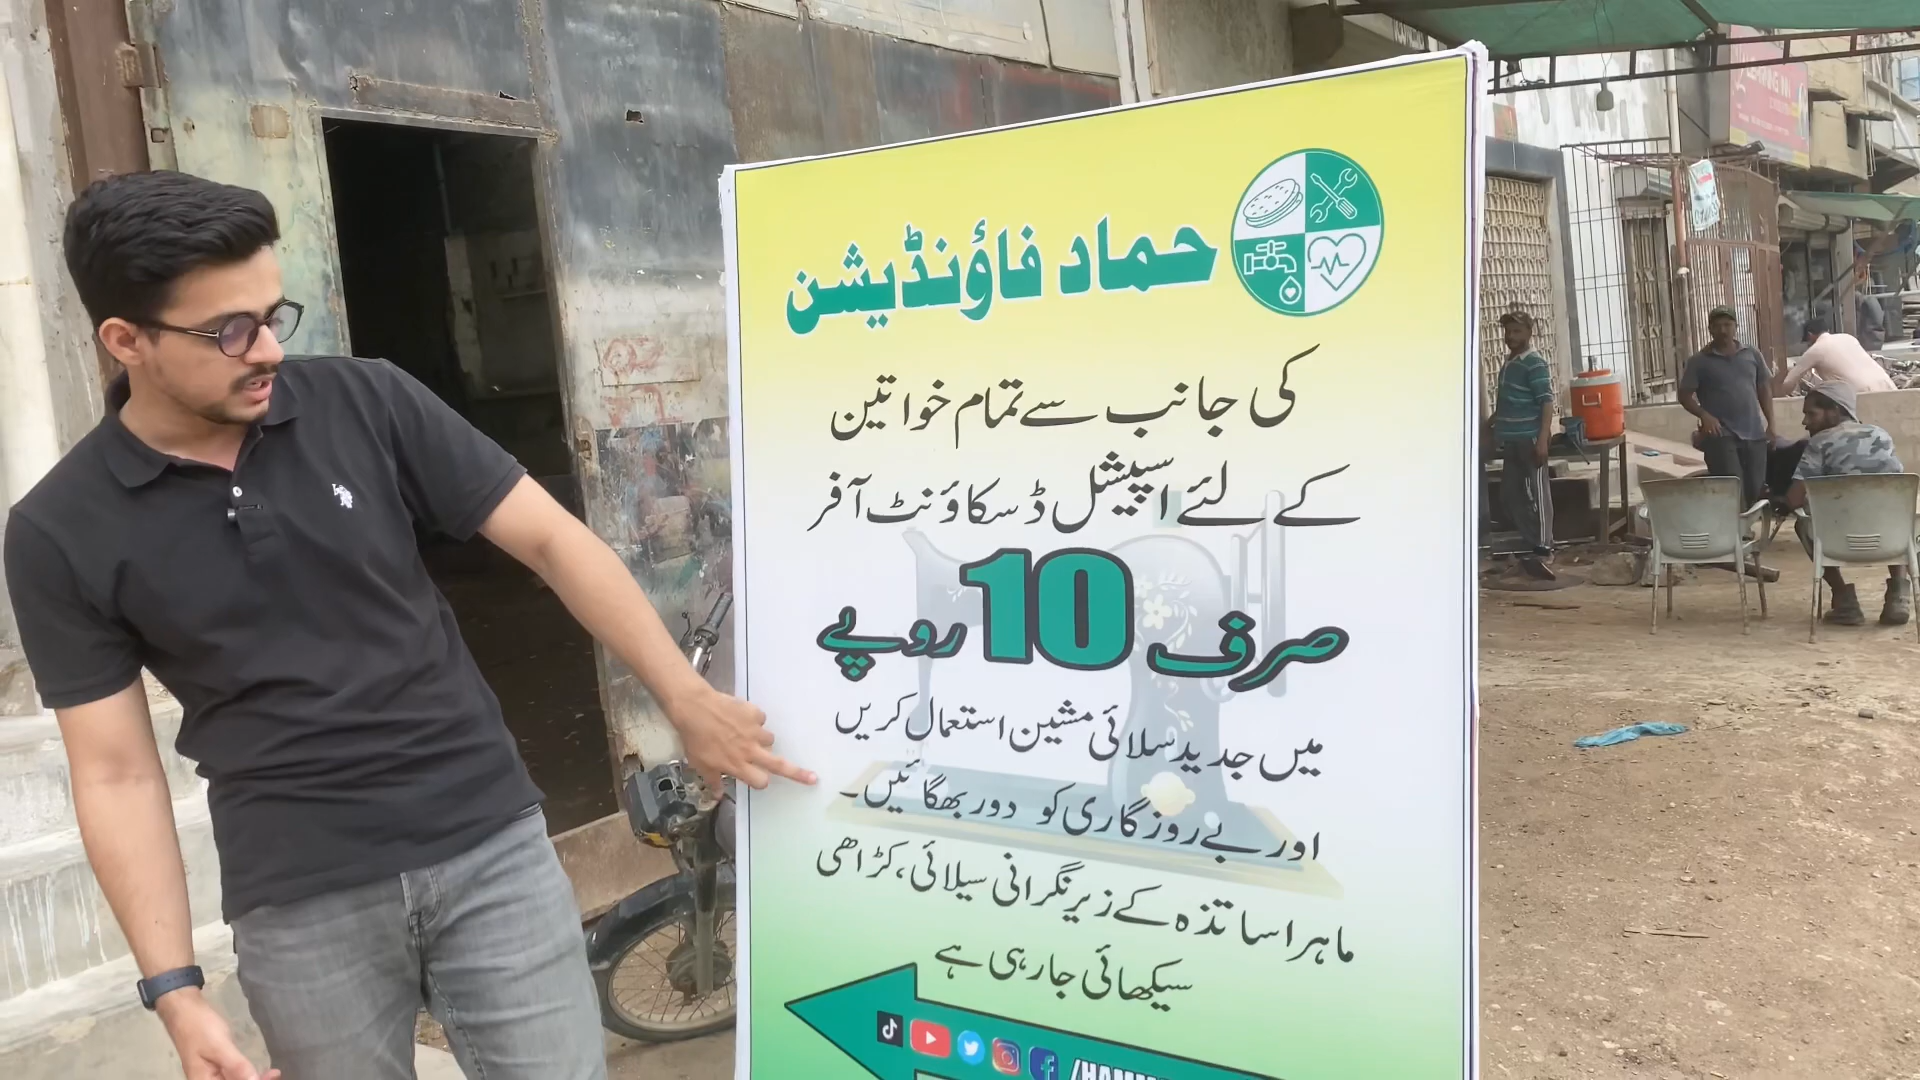 حماد فاؤنڈیشن
کی جانب سے تمام خواتین
کے لئے اسپیشل ڈسکاؤنٹ آفر
صرف 10 روپے
میں جدید سلائی مشین استعمال کریں
اور بے روزگاری کو دور بھگائیں۔
ماہر اساتذہ کے زیر نگرانی سیلائی، کڑاھی
سیکھائی جا رہی ہے